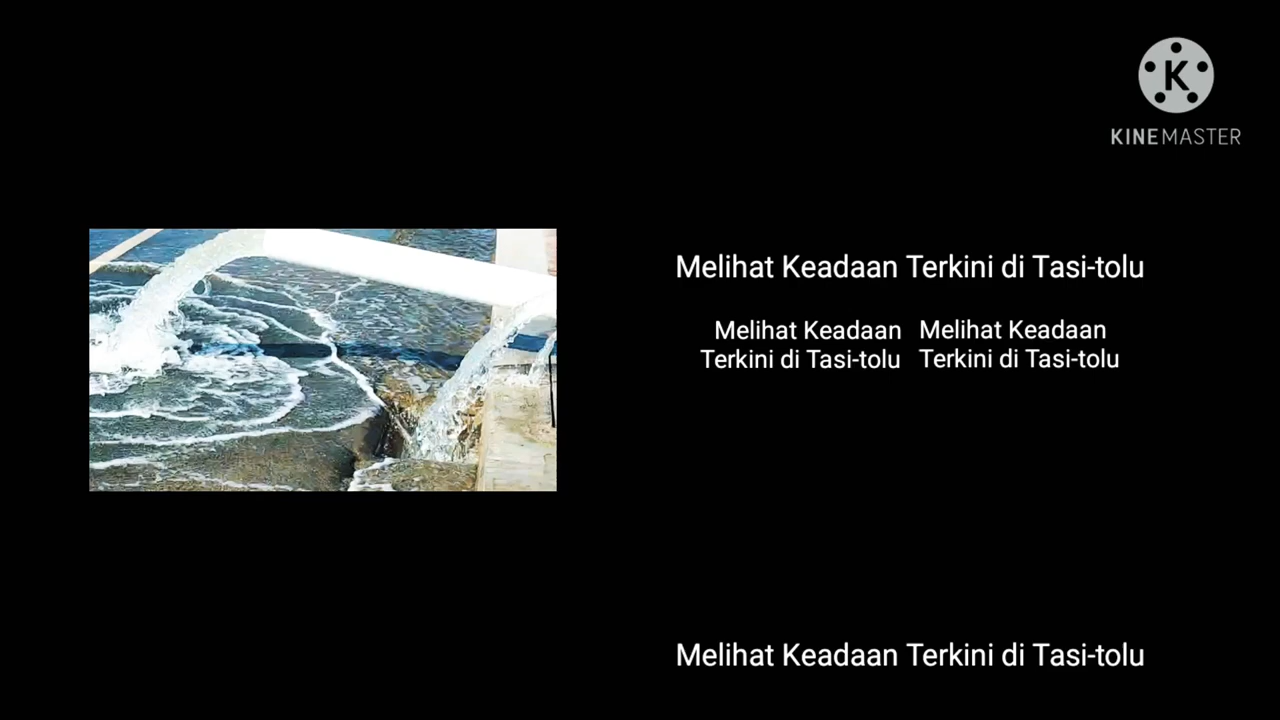 K
KINEMASTER
Melihat Keadaan Terkini di Tasi-tolu
Melihat Keadaan
Terkini di Tasi-tolu
Melihat Keadaan
Terkini di Tasi-tolu
Melihat Keadaan Terkini di Tasi-tolu